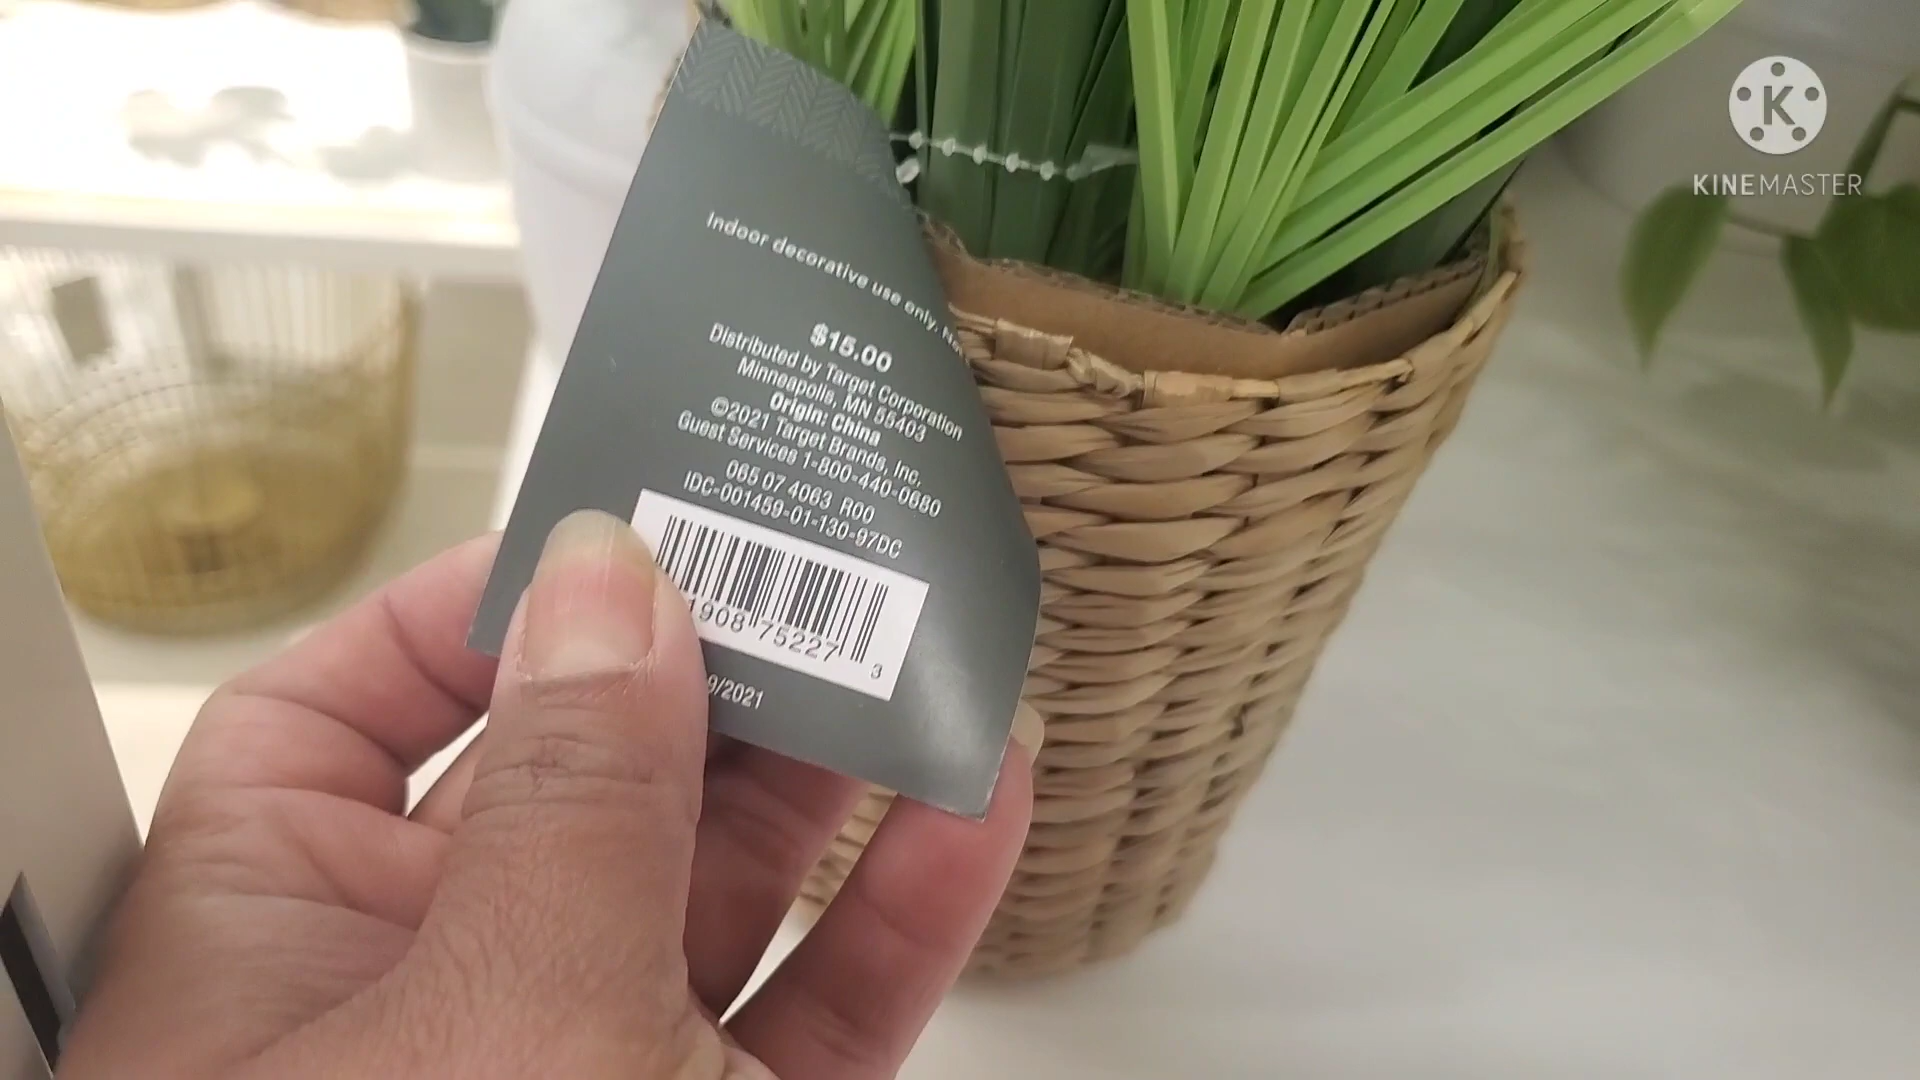 KINEMASTER
Indoor decorative use only.
$15.00
Distributed by Target Corporation
Minneapolis, MN 55403
Origin: China
©2021 Target Brands, Inc.
Guest Services 1-800-440-0680
065 07 4063 R00
IDC-001459-01-130-97DC
1908 75227 3
9/2021